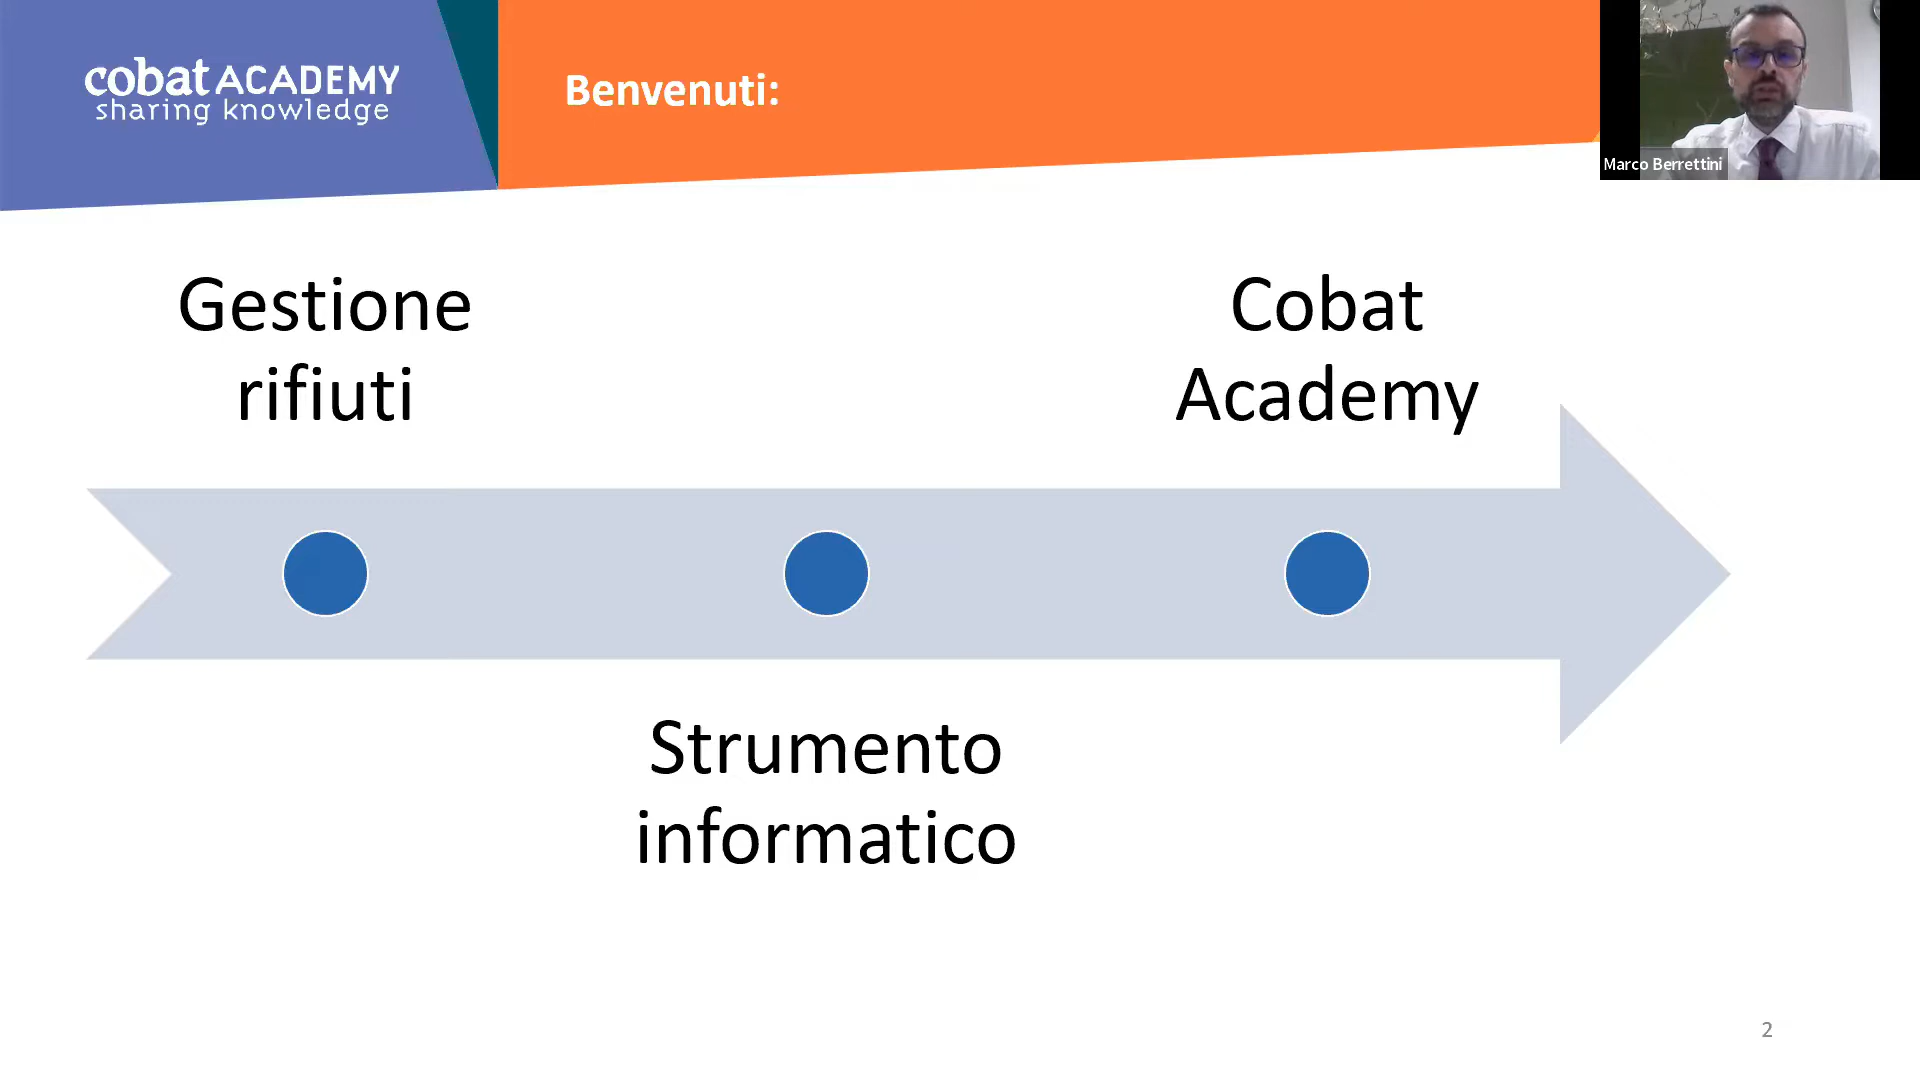 cobat ACADEMY
sharing knowledge
Benvenuti:
Marco Berrettini
Gestione
rifiuti
Cobat
Academy
Strumento
informatico
2